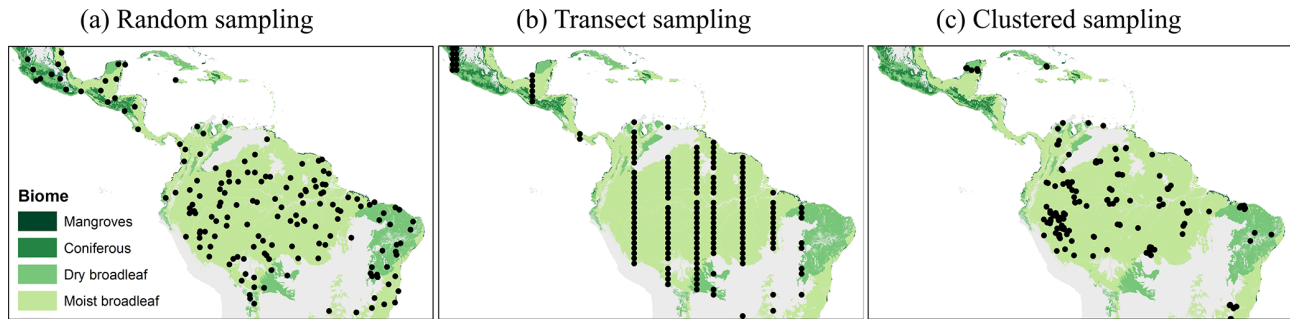 (a) Random sampling
(b) Transect sampling
(c) Clustered sampling
Biome
Mangroves
Coniferous
Dry broadleaf
Moist broadleaf